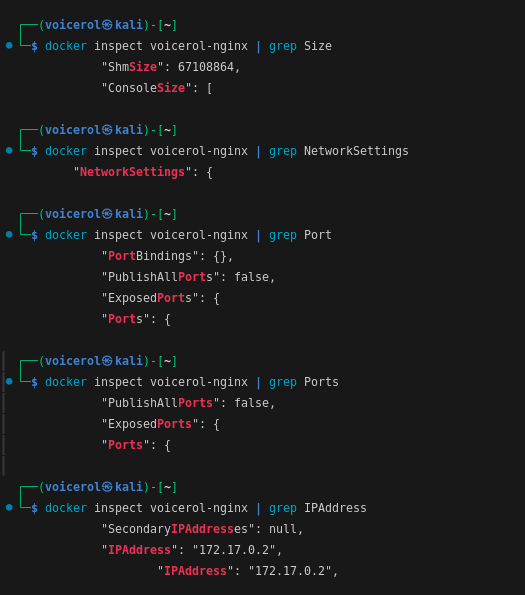 ┌──(voicerol㉿kali)-[~]
└─$ docker inspect voicerol-nginx | grep Size
"ShmSize": 67108864,
"ConsoleSize": [
┌──(voicerol㉿kali)-[~]
└─$ docker inspect voicerol-nginx | grep NetworkSettings
"NetworkSettings": {
┌──(voicerol㉿kali)-[~]
└─$ docker inspect voicerol-nginx | grep Port
"PortBindings": {},
"PublishAllPorts": false,
"ExposedPorts": {
"Ports": {
┌──(voicerol㉿kali)-[~]
└─$ docker inspect voicerol-nginx | grep Ports
"PublishAllPorts": false,
"ExposedPorts": {
"Ports": {
┌──(voicerol㉿kali)-[~]
└─$ docker inspect voicerol-nginx | grep IPAddress
"SecondaryIPAddresses": null,
"IPAddress": "172.17.0.2",
"IPAddress": "172.17.0.2",